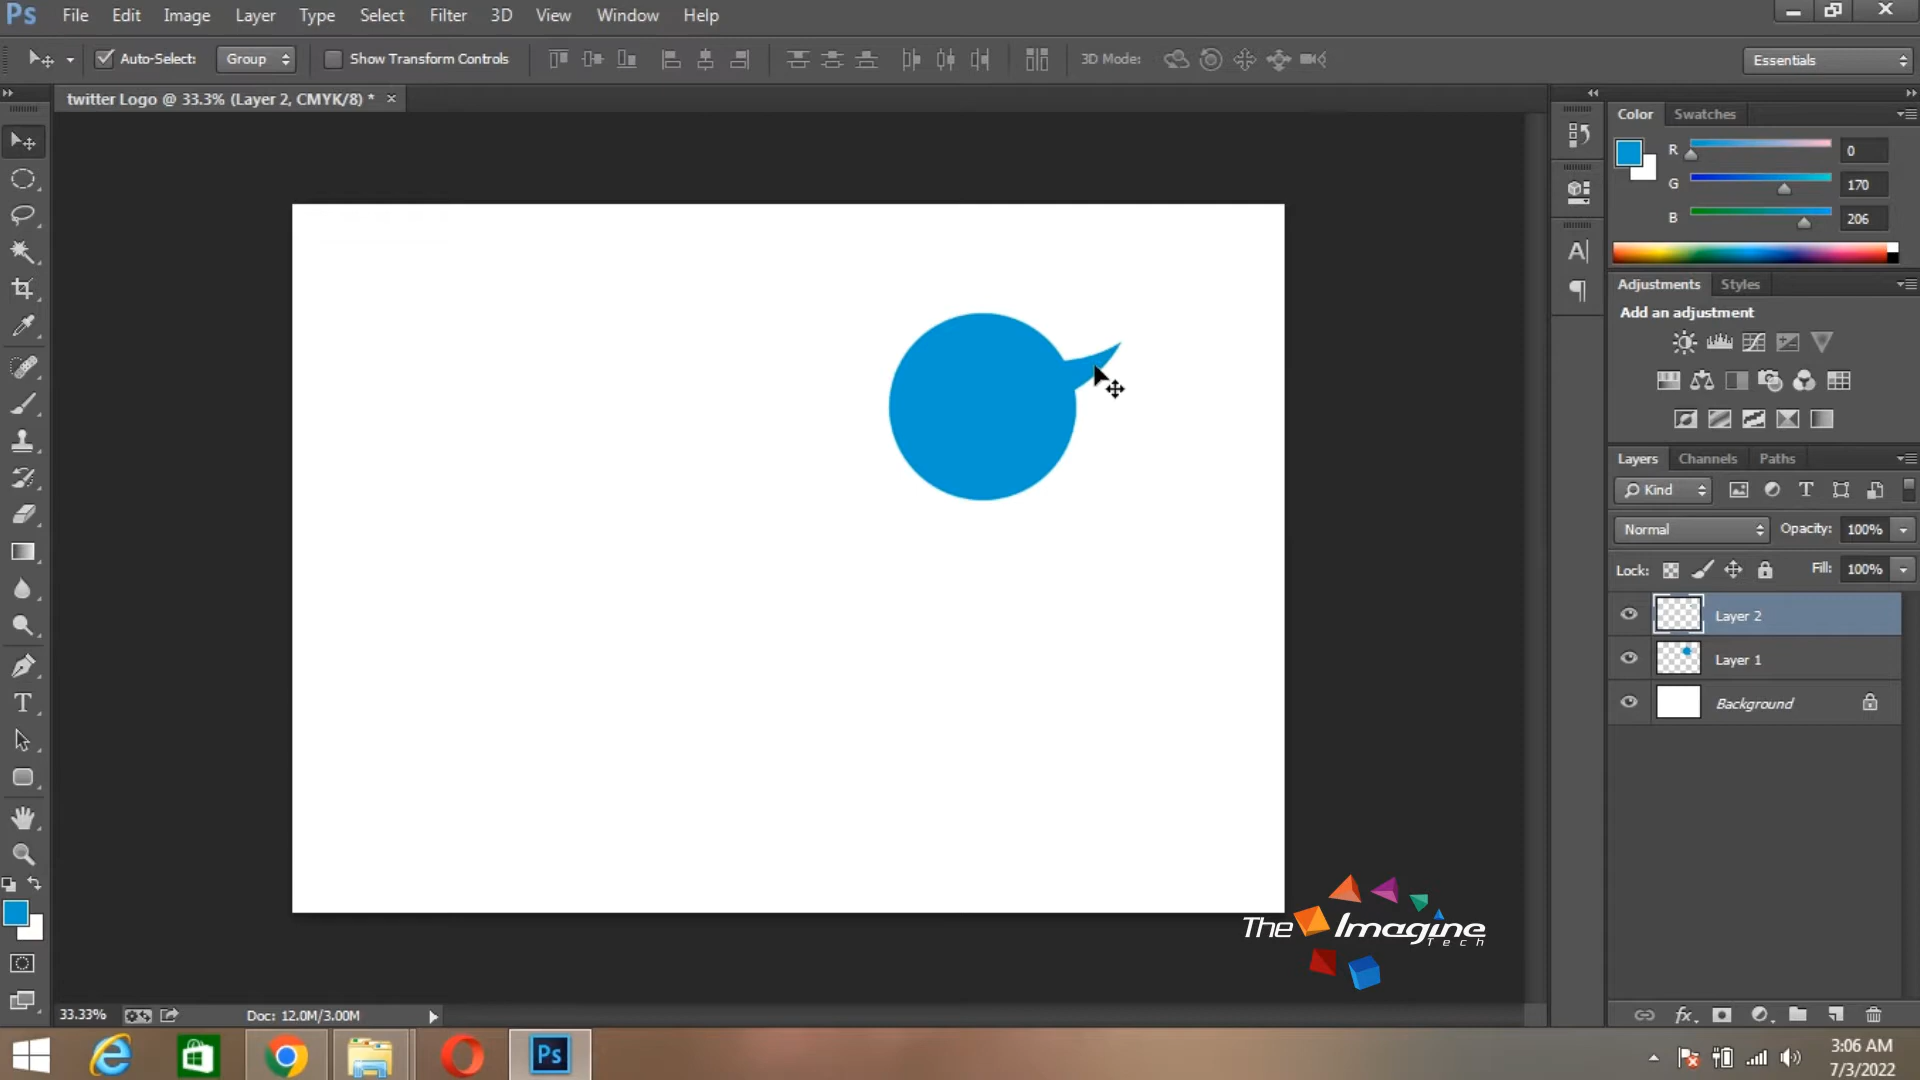 Ps File Edit Image Layer Type Select Filter 3D View Window Help
Auto-Select: Group Show Transform Controls 3D Mode: Essentials
twitter Logo @ 33.3% (Layer 2, CMYK/8) * ×
Color Swatches
R 0
G 170
B 206
Adjustments Styles
Add an adjustment
Layers Channels Paths
Kind
Normal Opacity: 100%
Lock: Fill: 100%
Layer 2
Layer 1
Background
The Imagine
Tech
33.33% Doc: 12.0M/3.00M
fx
Ps
3:06 AM
7/3/2022